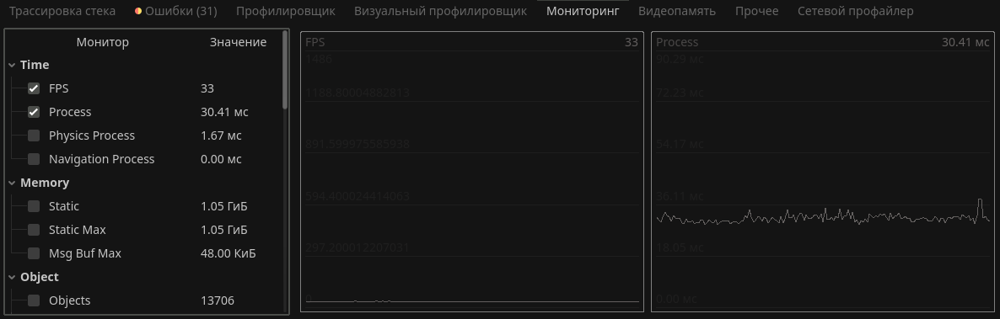 Трассировка стека Ошибки (31) Профилировщик Визуальный профилировщик Мониторинг Видеопамять Прочее Сетевой профайлер
Монитор Значение
Time
FPS 33
Process 30.41 мс
Physics Process 1.67 мс
Navigation Process 0.00 мс
Memory
Static 1.05 ГиБ
Static Max 1.05 ГиБ
Msg Buf Max 48.00 КиБ
Object
Objects 13706
FPS 33
1486
1188.80004882813
891.599975585938
594.400024414063
297.200012207031
0
Process 30.41 мс
90.29 мс
72.23 мс
54.17 мс
36.11 мс
18.05 мс
0.00 мс